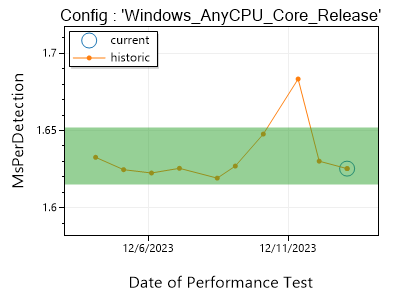 Config : 'Windows_AnyCPU_Core_Release'
current
historic
1.7
1.65
1.6
MsPerDetection
12/6/2023
12/11/2023
Date of Performance Test